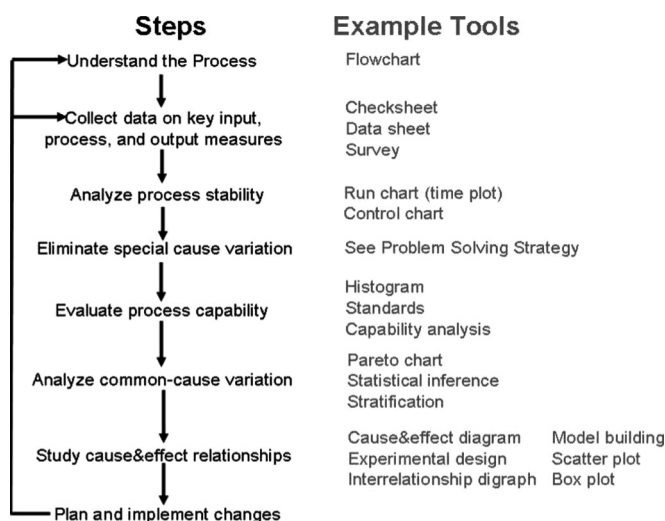 Steps
Example Tools
Understand the Process
Flowchart
Collect data on key input,
process, and output measures
Checksheet
Data sheet
Survey
Analyze process stability
Run chart (time plot)
Control chart
Eliminate special cause variation
See Problem Solving Strategy
Evaluate process capability
Histogram
Standards
Capability analysis
Analyze common-cause variation
Pareto chart
Statistical inference
Stratification
Study cause&effect relationships
Cause&effect diagram
Experimental design
Interrelationship digraph
Model building
Scatter plot
Box plot
Plan and implement changes